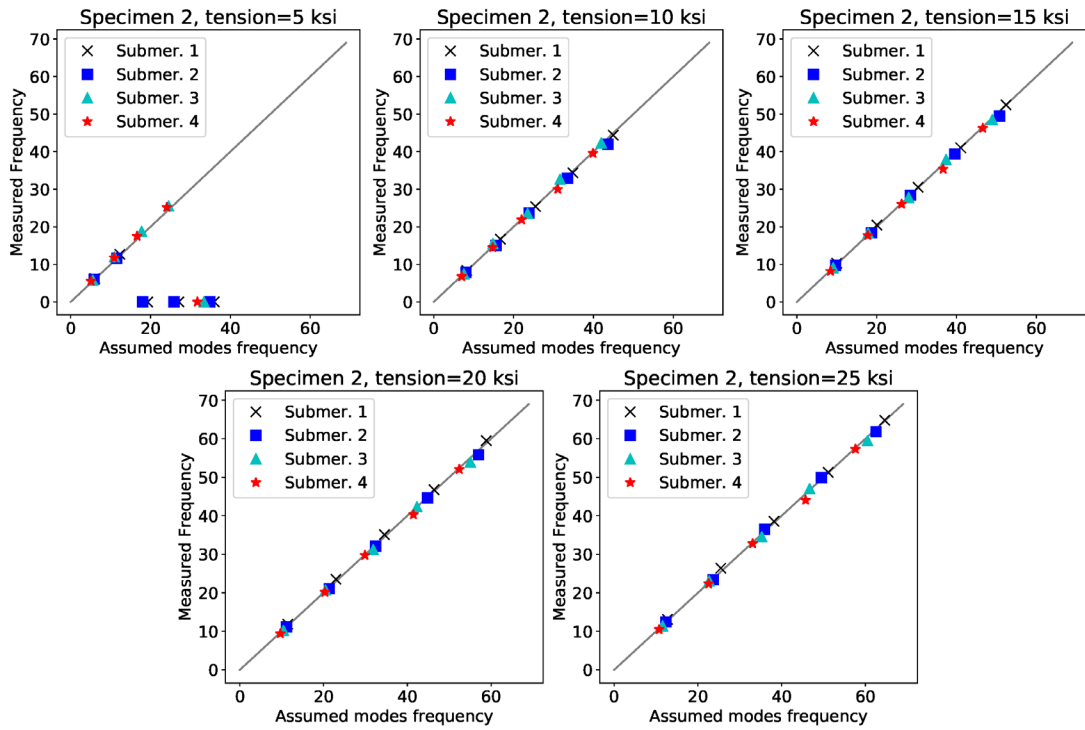 Specimen 2, tension=5 ksi
Measured Frequency
70
60
50
40
30
20
10
0
Submer. 1
Submer. 2
Submer. 3
Submer. 4
0 20 40 60
Assumed modes frequency
Specimen 2, tension=10 ksi
Measured Frequency
70
60
50
40
30
20
10
0
Submer. 1
Submer. 2
Submer. 3
Submer. 4
0 20 40 60
Assumed modes frequency
Specimen 2, tension=15 ksi
Measured Frequency
70
60
50
40
30
20
10
0
Submer. 1
Submer. 2
Submer. 3
Submer. 4
0 20 40 60
Assumed modes frequency
Specimen 2, tension=20 ksi
Measured Frequency
70
60
50
40
30
20
10
0
Submer. 1
Submer. 2
Submer. 3
Submer. 4
0 20 40 60
Assumed modes frequency
Specimen 2, tension=25 ksi
Measured Frequency
70
60
50
40
30
20
10
0
Submer. 1
Submer. 2
Submer. 3
Submer. 4
0 20 40 60
Assumed modes frequency